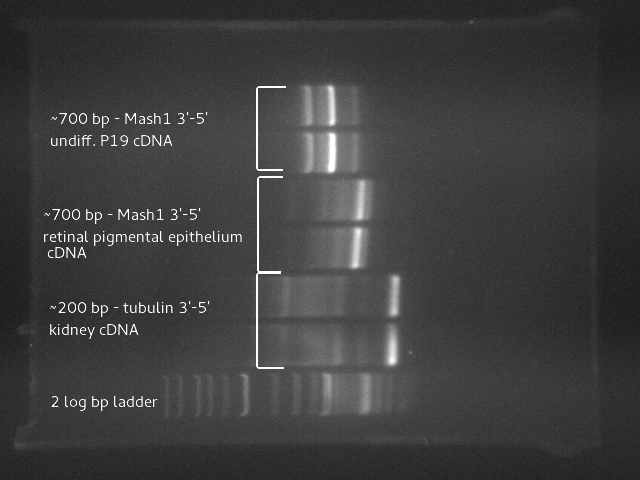 ~700 bp - Mash1 3'-5'
undiff. P19 cDNA
~700 bp - Mash1 3'-5'
retinal pigmental epithelium
cDNA
~200 bp - tubulin 3'-5'
kidney cDNA
2 log bp ladder